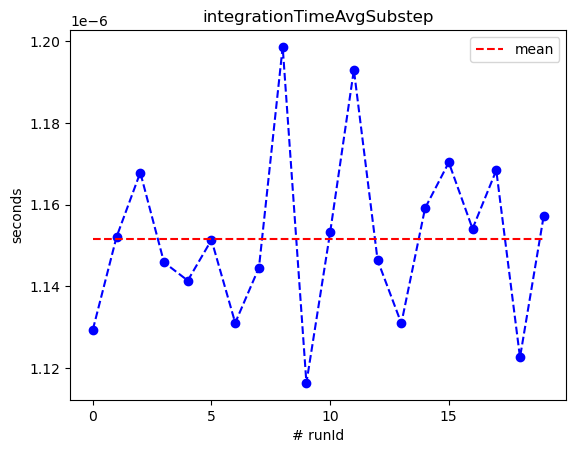 integrationTimeAvgSubstep
1e−6
mean
1.20
1.18
1.16
1.14
1.12
seconds
0
5
10
15
# runId